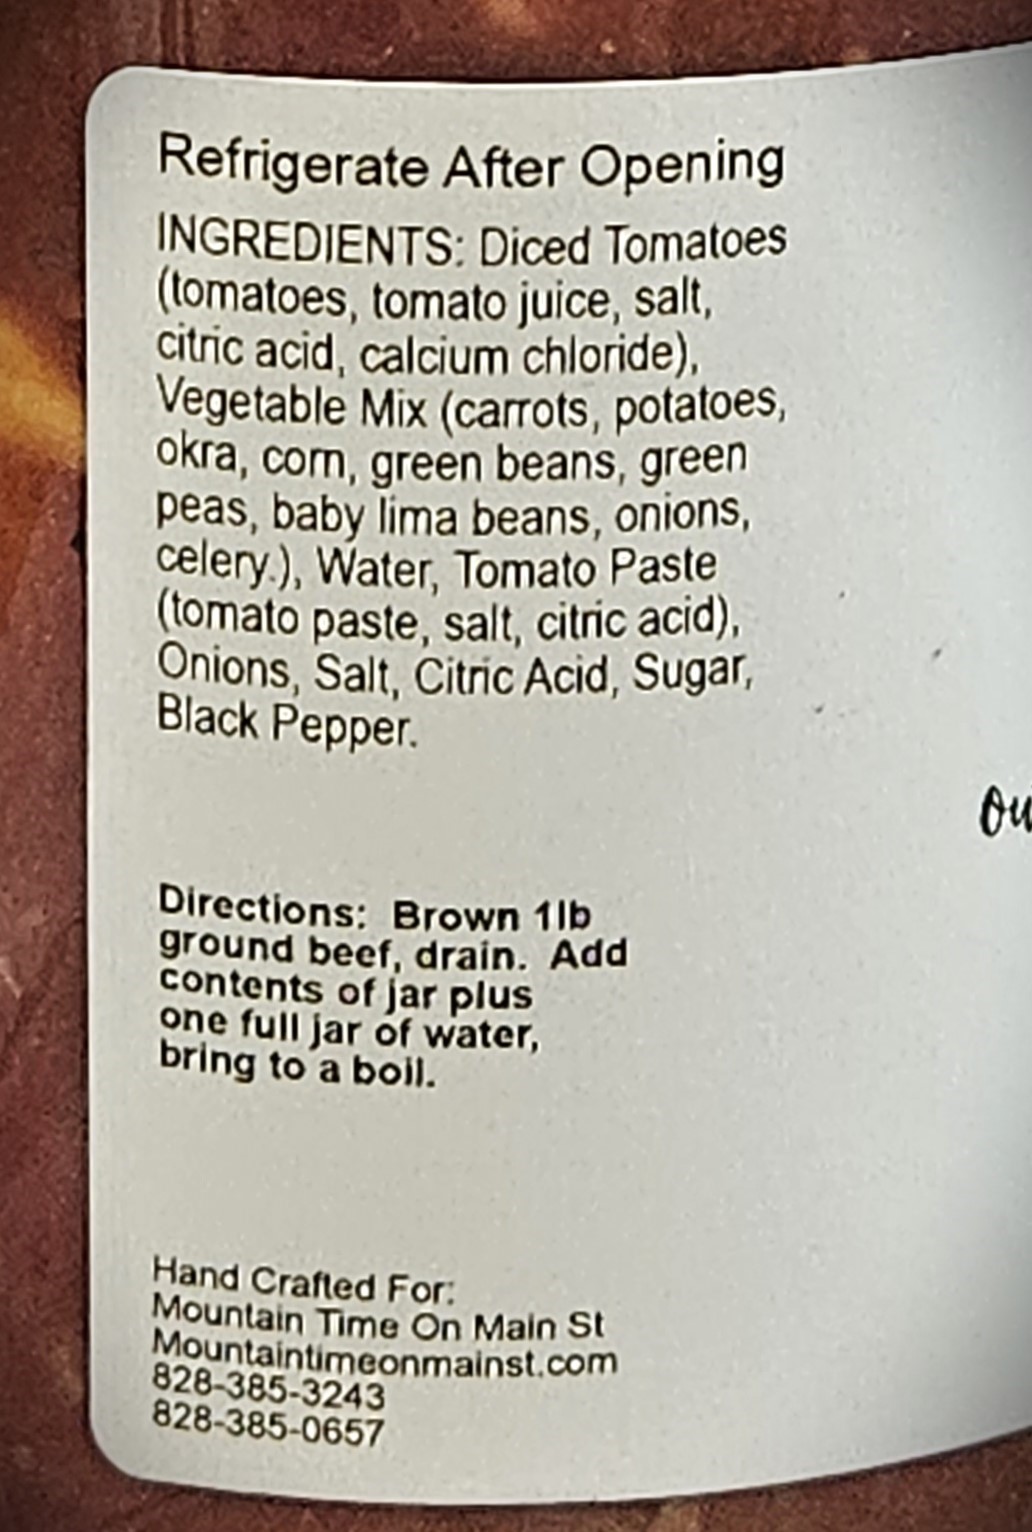 Refrigerate After Opening
INGREDIENTS: Diced Tomatoes
(tomatoes, tomato juice, salt,
citric acid, calcium chloride),
Vegetable Mix (carrots, potatoes,
okra, corn, green beans, green
peas, baby lima beans, onions,
celery.), Water, Tomato Paste
(tomato paste, salt, citric acid),
Onions, Salt, Citric Acid, Sugar,
Black Pepper.
Directions: Brown 1lb
ground beef, drain. Add
contents of jar plus
one full jar of water,
bring to a boil.
Hand Crafted For:
Mountain Time On Main St
Mountaintimeonmainst.com
828-385-3243
828-385-0657